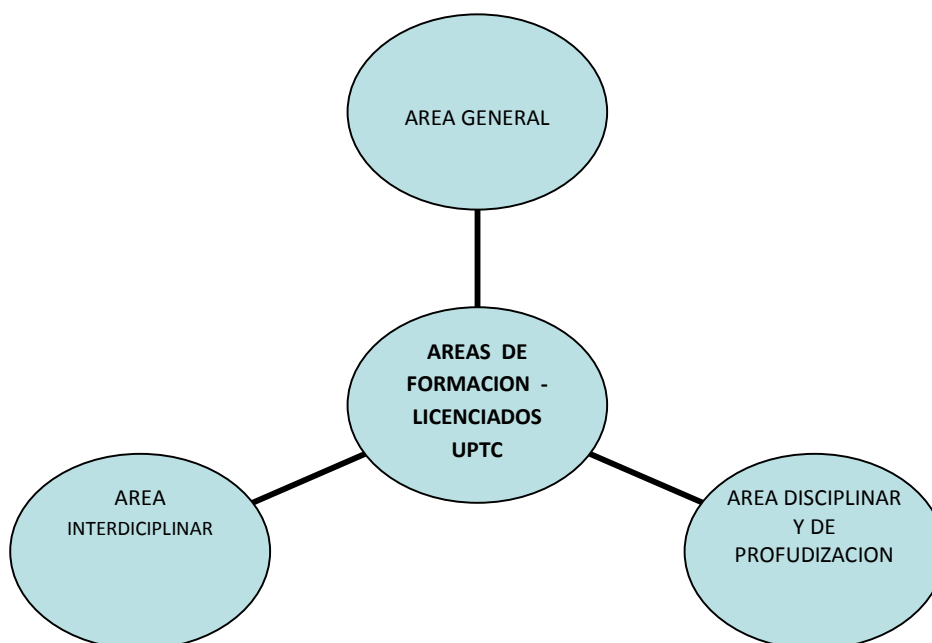 AREA GENERAL
AREAS DE
FORMACION -
LICENCIADOS
UPTC
AREA
INTERDICIPLINAR
AREA DISCIPLINAR
Y DE
PROFUDIZACION